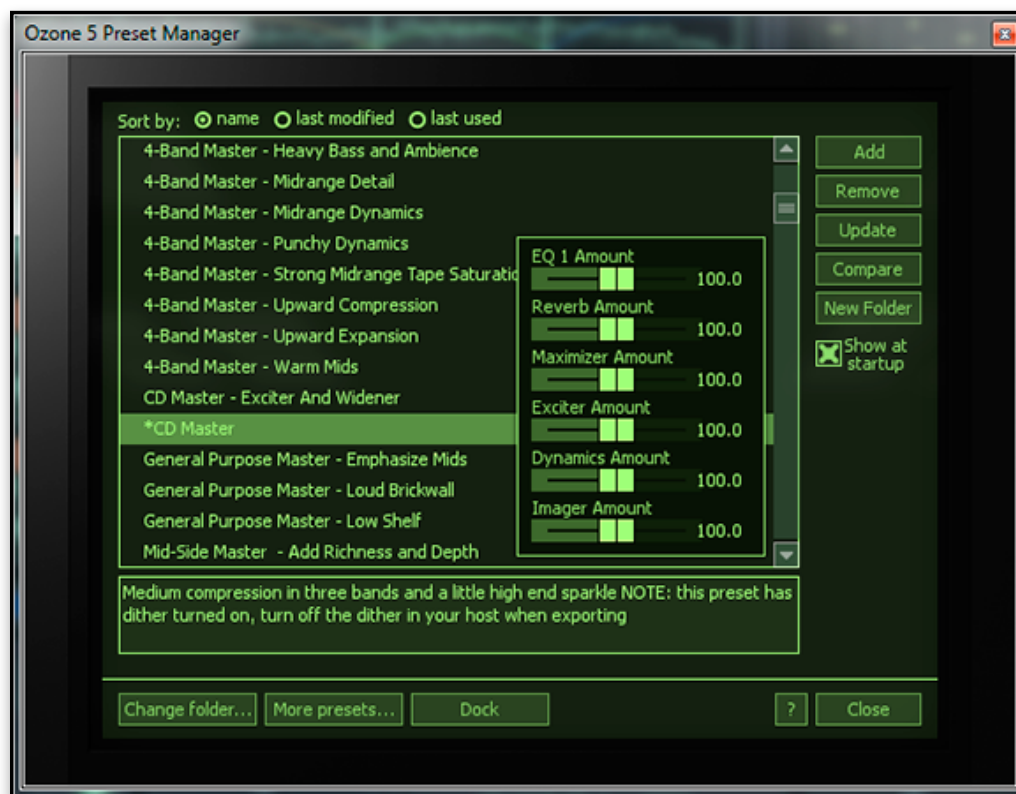 Ozone 5 Preset Manager
Sort by: name last modified last used
4-Band Master - Heavy Bass and Ambience
4-Band Master - Midrange Detail
4-Band Master - Midrange Dynamics
4-Band Master - Punchy Dynamics
4-Band Master - Strong Midrange Tape Saturatio
4-Band Master - Upward Compression
4-Band Master - Upward Expansion
4-Band Master - Warm Mids
CD Master - Exciter And Widener
*CD Master
General Purpose Master - Emphasize Mids
General Purpose Master - Loud Brickwall
General Purpose Master - Low Shelf
Mid-Side Master - Add Richness and Depth
EQ 1 Amount
100.0
Reverb Amount
100.0
Maximizer Amount
100.0
Exciter Amount
100.0
Dynamics Amount
100.0
Imager Amount
100.0
Add
Remove
Update
Compare
New Folder
Show at
startup
Medium compression in three bands and a little high end sparkle NOTE: this preset has
dither turned on, turn off the dither in your host when exporting
Change folder... More presets... Dock ? Close